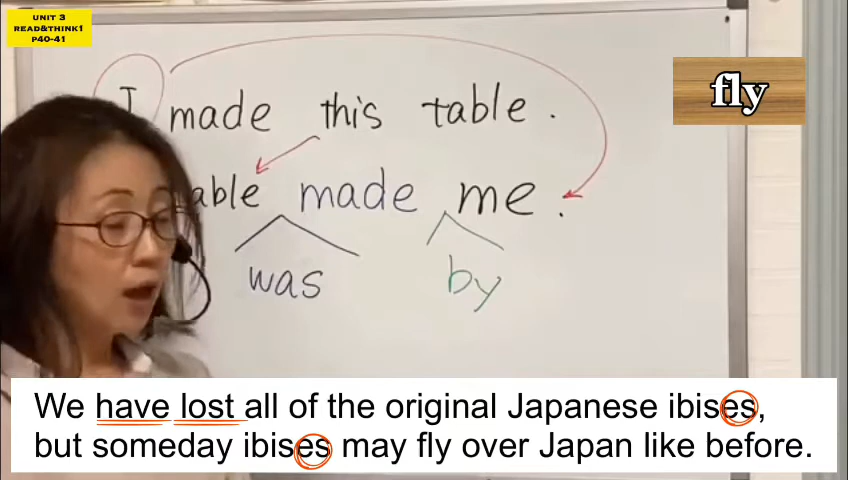 UNIT 3
READ&THINK1
P40-41
fly
I made this table.
able made me.
was by
We have lost all of the original Japanese ibises,
but someday ibises may fly over Japan like before.